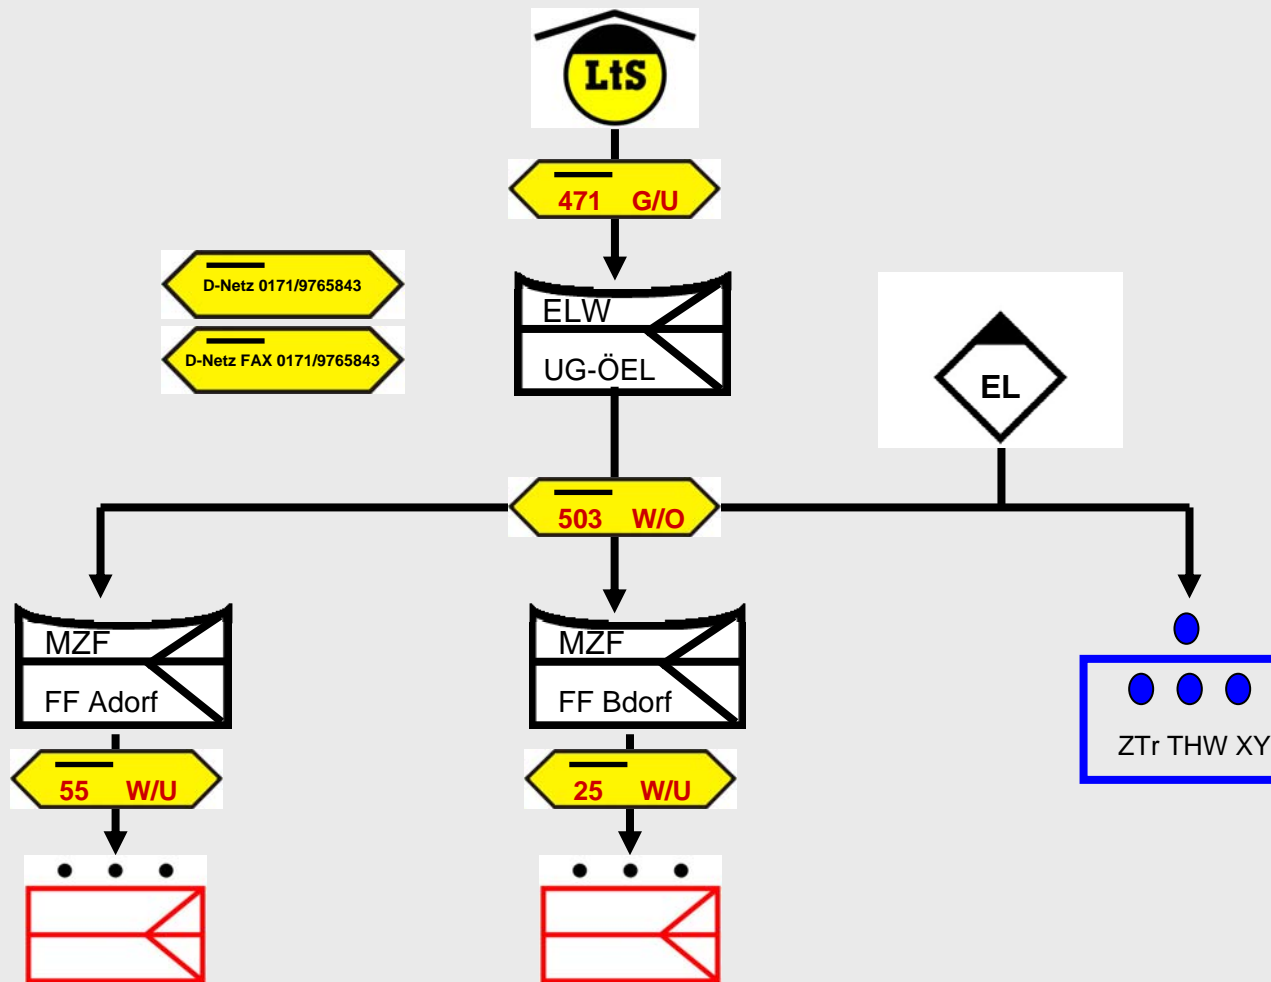 LtS
471 G/U
D-Netz 0171/9765843
D-Netz FAX 0171/9765843
ELW
UG-ÖEL
EL
503 W/O
MZF
FF Adorf
MZF
FF Bdorf
ZTr THW XY
55 W/U
25 W/U